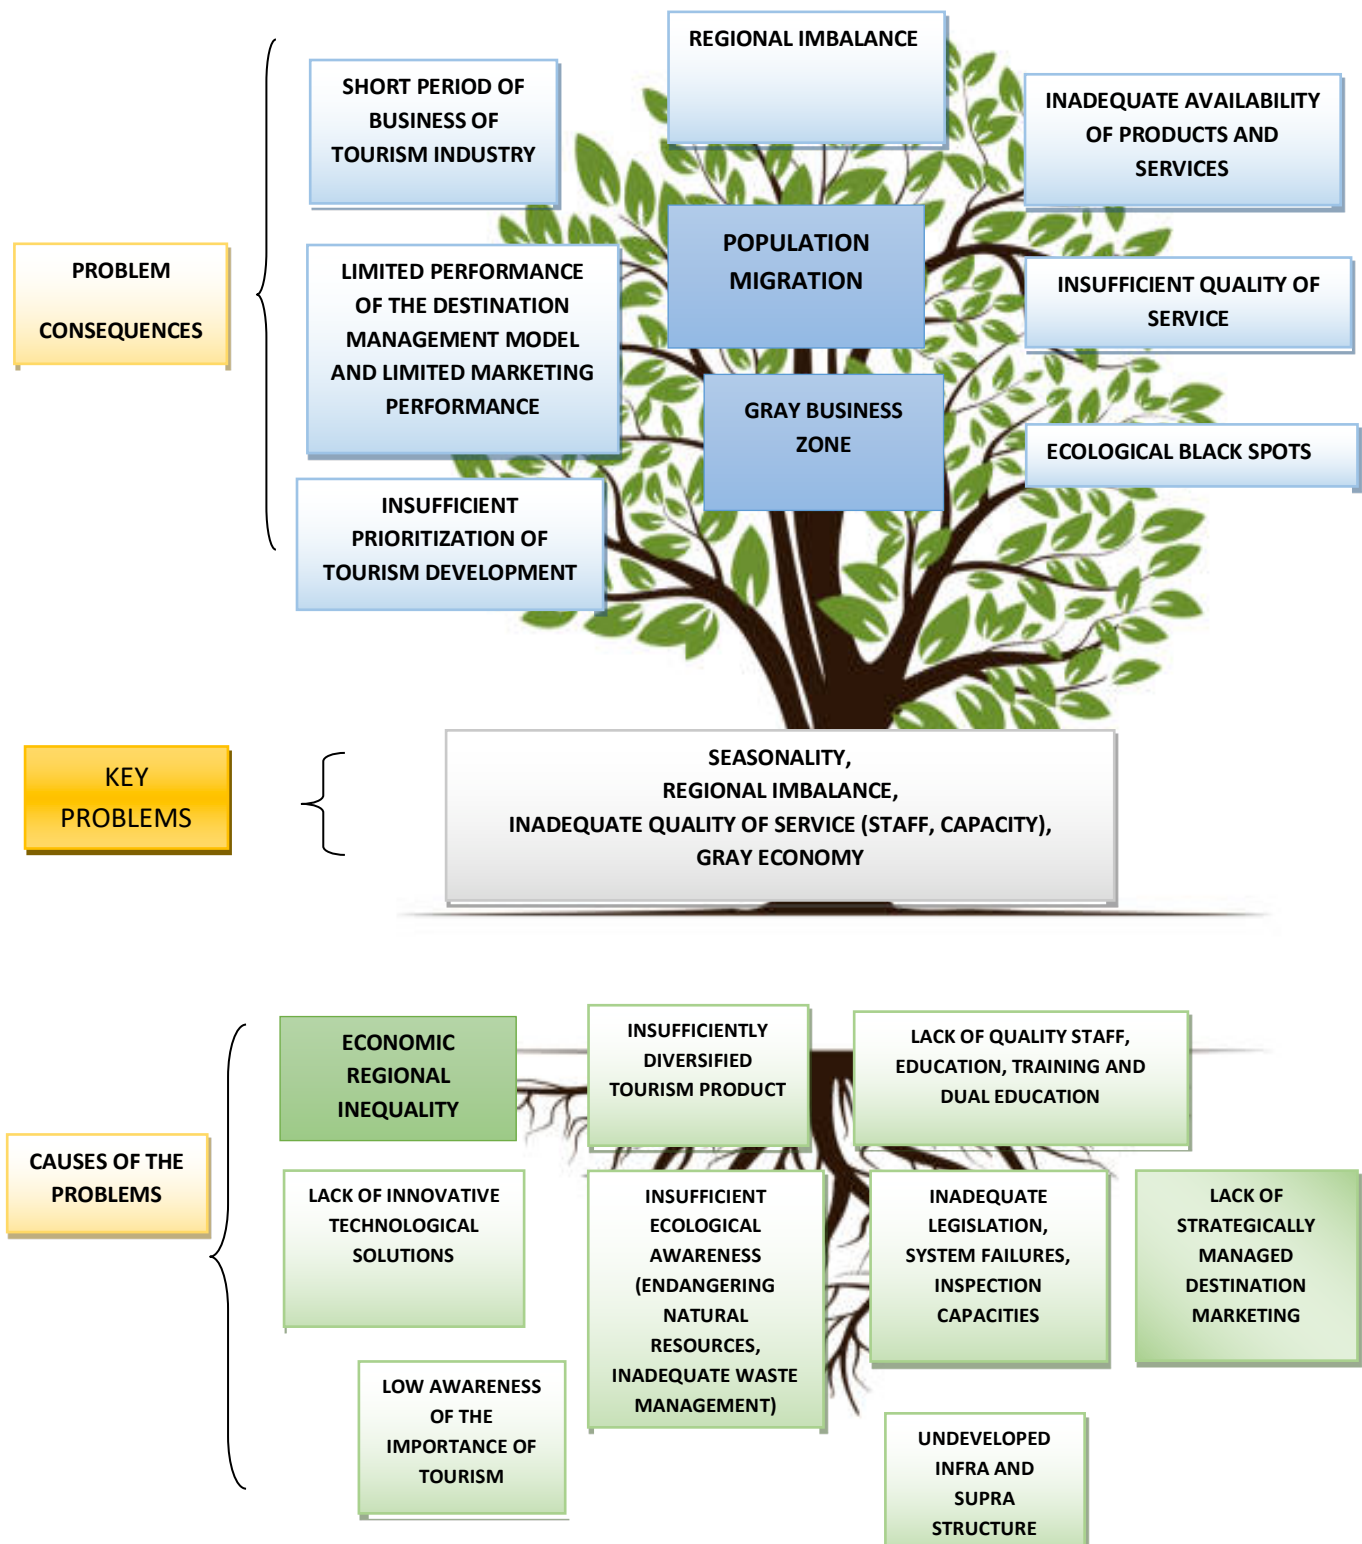 REGIONAL IMBALANCE
SHORT PERIOD OF
BUSINESS OF
TOURISM INDUSTRY
INADEQUATE AVAILABILITY
OF PRODUCTS AND
SERVICES
POPULATION
MIGRATION
PROBLEM
CONSEQUENCES
LIMITED PERFORMANCE
OF THE DESTINATION
MANAGEMENT MODEL
AND LIMITED MARKETING
PERFORMANCE
INSUFFICIENT QUALITY OF
SERVICE
GRAY BUSINESS
ZONE
ECOLOGICAL BLACK SPOTS
INSUFFICIENT
PRIORITIZATION OF
TOURISM DEVELOPMENT
KEY
PROBLEMS
SEASONALITY,
REGIONAL IMBALANCE,
INADEQUATE QUALITY OF SERVICE (STAFF, CAPACITY),
GRAY ECONOMY
ECONOMIC
REGIONAL
INEQUALITY
INSUFFICIENTLY
DIVERSIFIED
TOURISM PRODUCT
LACK OF QUALITY STAFF,
EDUCATION, TRAINING AND
DUAL EDUCATION
CAUSES OF THE
PROBLEMS
LACK OF INNOVATIVE
TECHNOLOGICAL
SOLUTIONS
INSUFFICIENT
ECOLOGICAL
AWARENESS
(ENDANGERING
NATURAL
RESOURCES,
INADEQUATE WASTE
MANAGEMENT)
INADEQUATE
LEGISLATION,
SYSTEM FAILURES,
INSPECTION
CAPACITIES
LACK OF
STRATEGICALLY
MANAGED
DESTINATION
MARKETING
LOW AWARENESS
OF THE
IMPORTANCE OF
TOURISM
UNDEVELOPED
INFRA AND
SUPRA
STRUCTURE